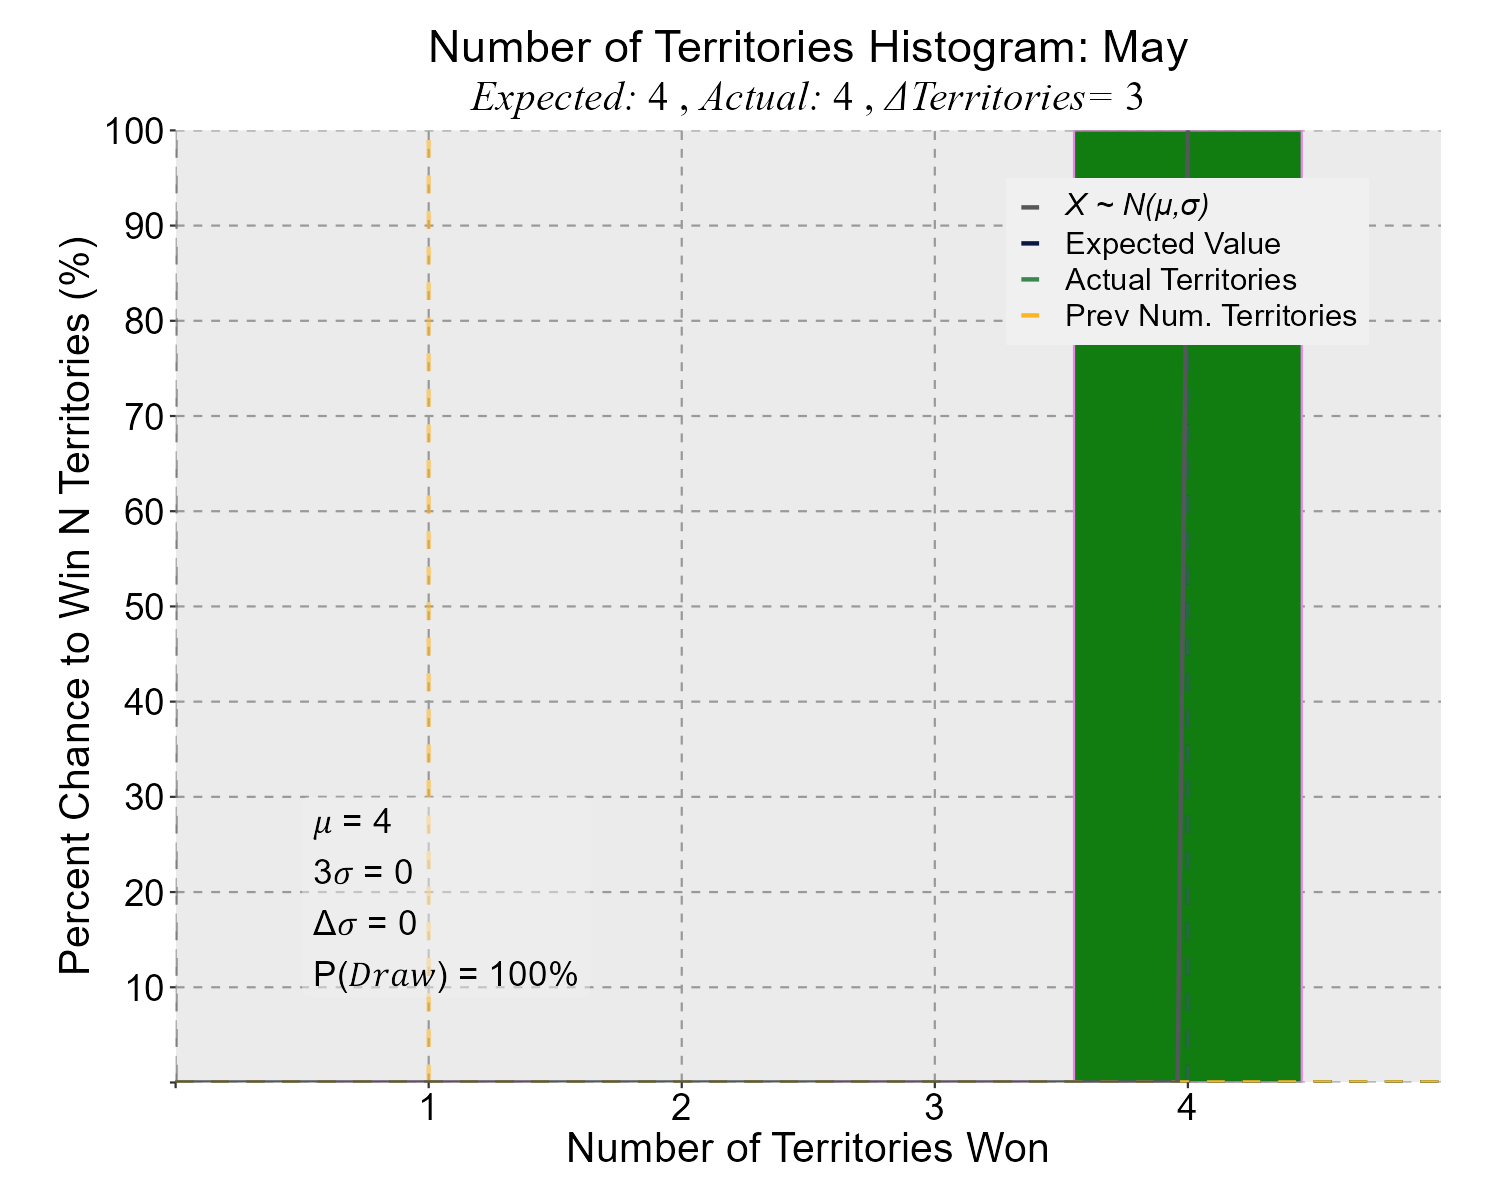 Number of Territories Histogram: May
Expected: 4 , Actual: 4 , ΔTerritories= 3
Percent Chance to Win N Territories (%)
100
90
80
70
60
50
40
30
20
10
X ~ N(μ,σ)
Expected Value
Actual Territories
Prev Num. Territories
μ = 4
3σ = 0
Δσ = 0
P(Draw) = 100%
1 2 3 4
Number of Territories Won